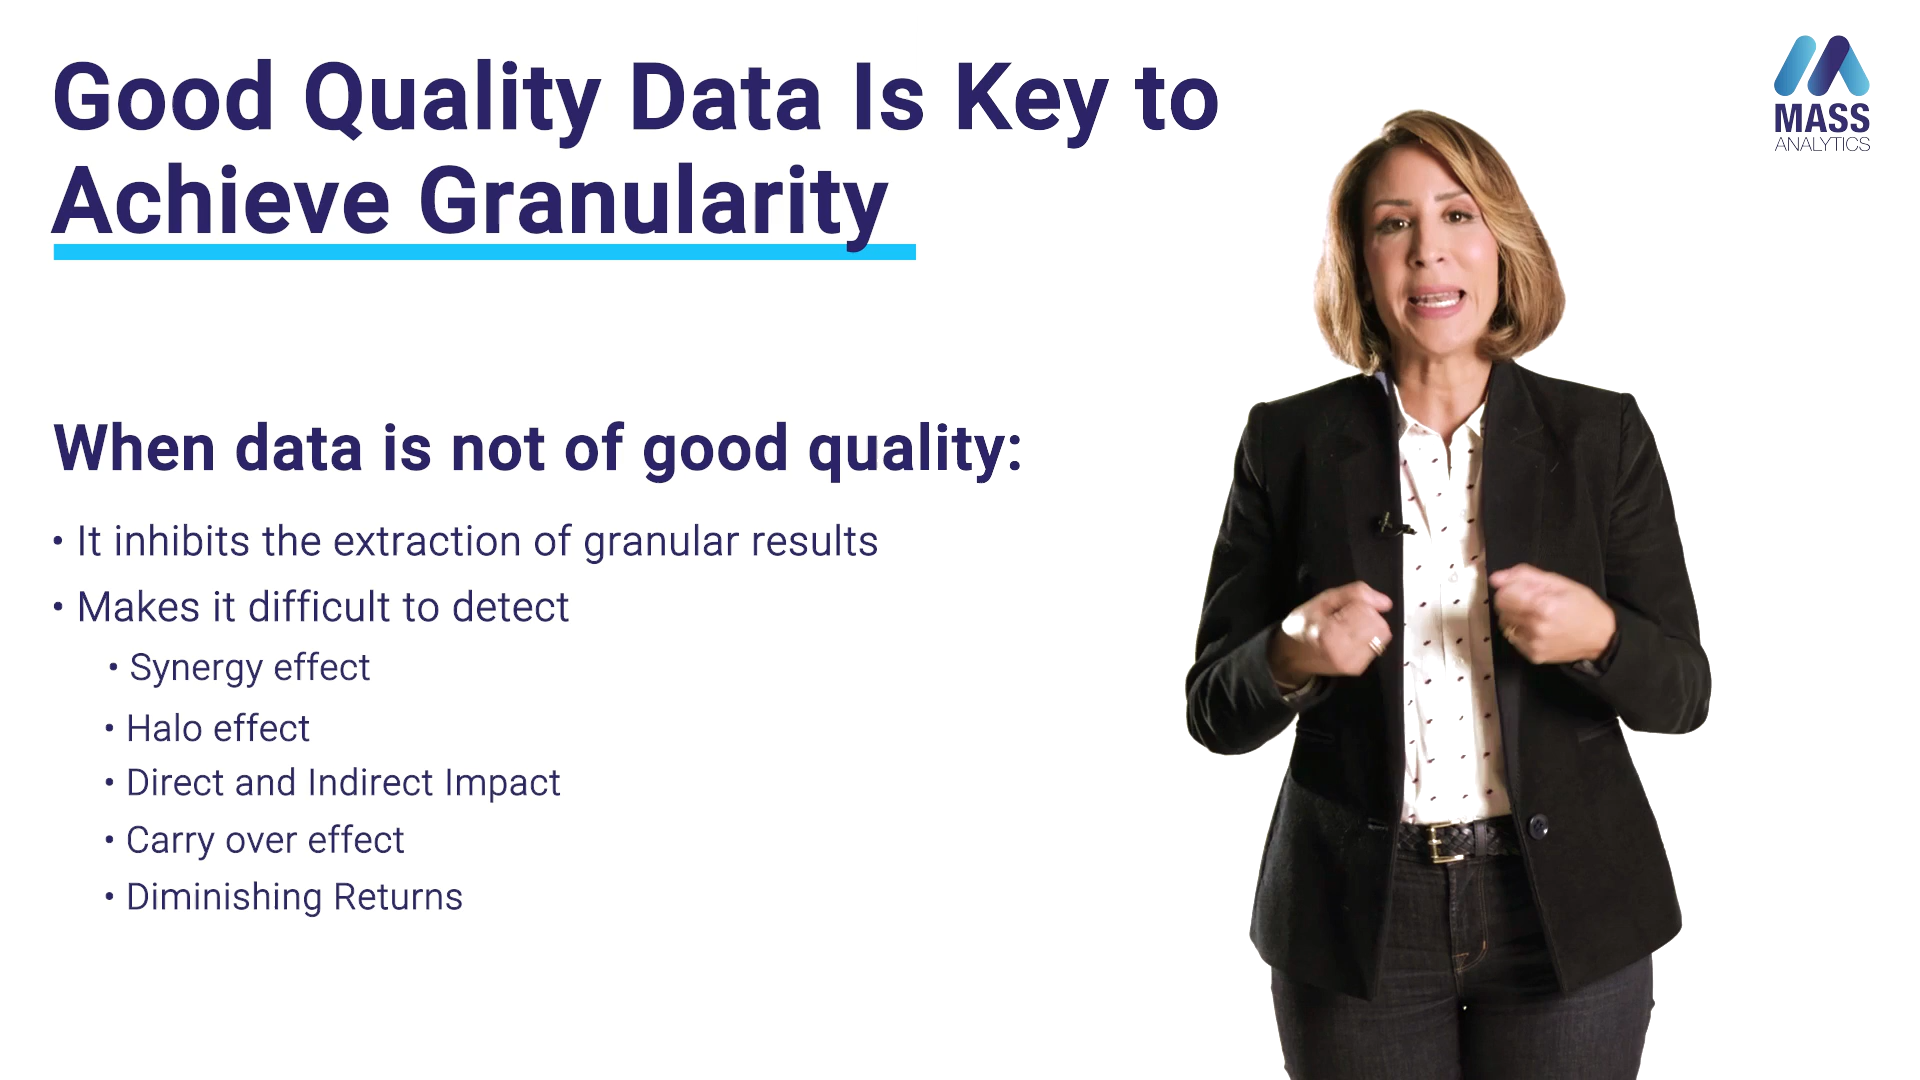 Good Quality Data Is Key to
Achieve Granularity
MASS
ANALYTICS
When data is not of good quality:
• It inhibits the extraction of granular results
• Makes it difficult to detect
• Synergy effect
• Halo effect
• Direct and Indirect Impact
• Carry over effect
• Diminishing Returns